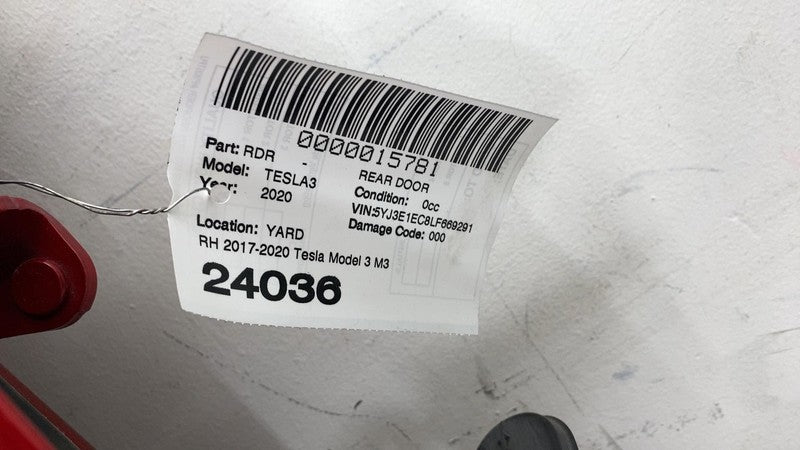 0000015781
Part: RDR - REAR DOOR
Model: TESLA3 Condition: 0cc
Year: 2020 VIN:5YJ3E1EC8LF669291
Damage Code: 000
Location: YARD
RH 2017-2020 Tesla Model 3 M3
24036